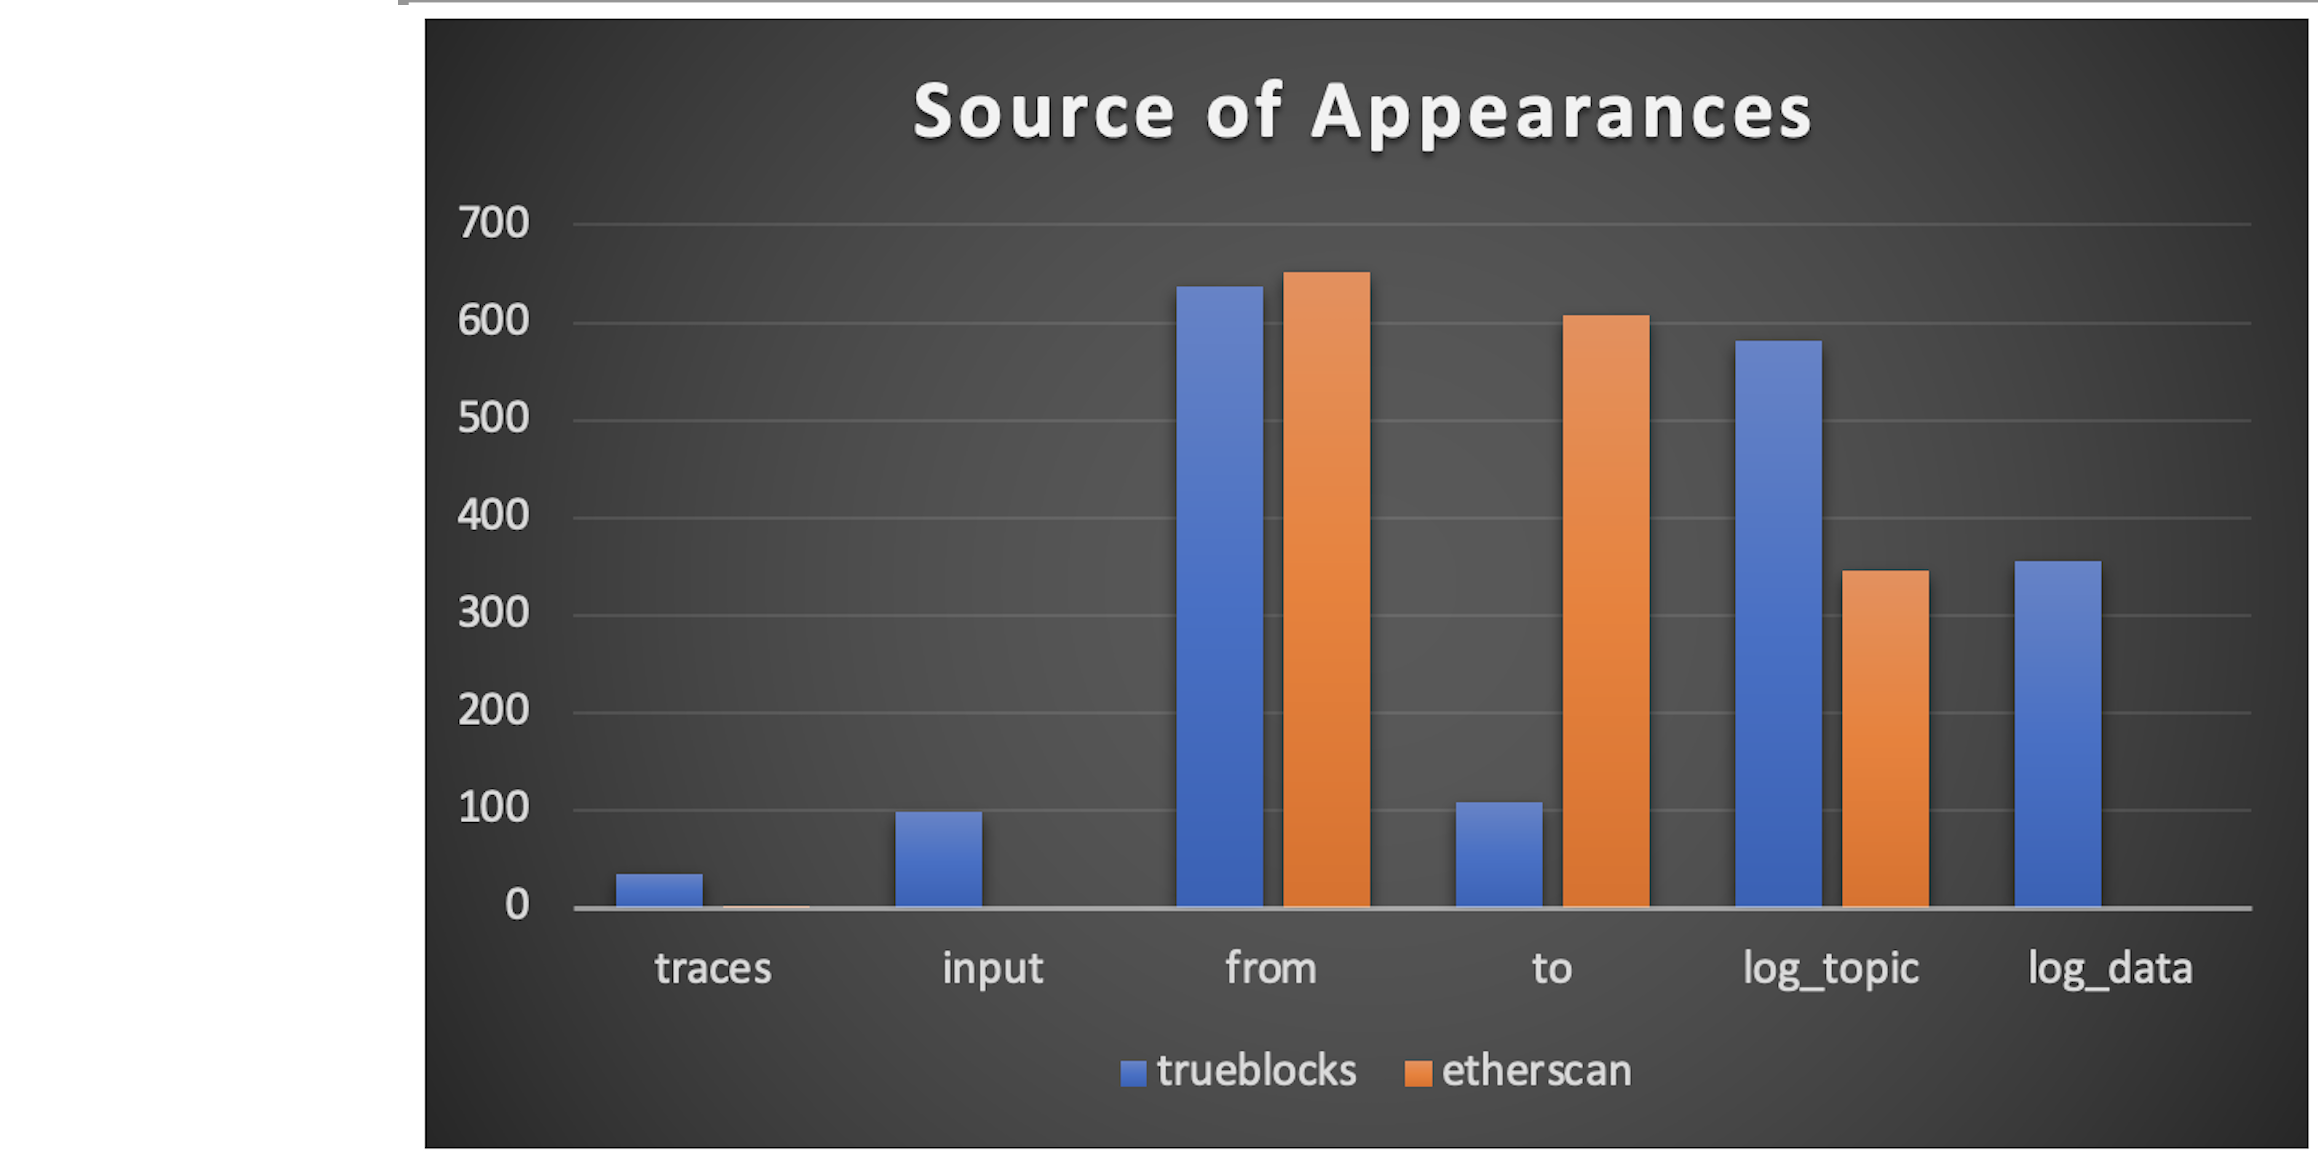 Source of Appearances
700
600
500
400
300
200
100
0
traces input from to log_topic log_data
trueblocks etherscan